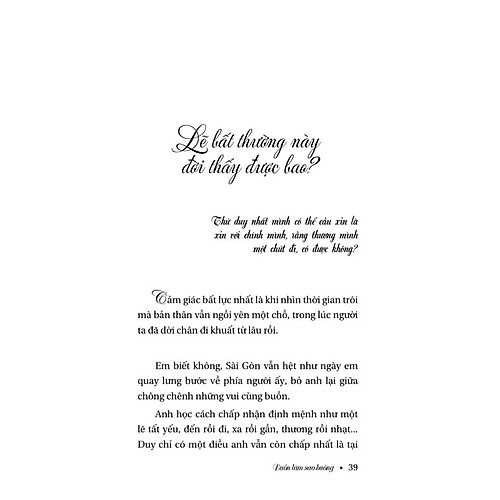 Lẽ bất thường này
đời thấy được bao?
Thứ duy nhất mình có thể cầu xin là
xin với chính mình, rằng thương mình
một chút đi, có được không?
Cảm giác bất lực nhất là khi nhìn thời gian trôi
mà bản thân vẫn ngồi yên một chỗ, trong lúc người
ta đã dời chân đi khuất từ lâu rồi.
Em biết không, Sài Gòn vẫn hệt như ngày em
quay lưng bước về phía người ấy, bỏ anh lại giữa
chông chênh những vui cùng buồn.
Anh học cách chấp nhận định mệnh như một
lẽ tất yếu, đến rồi đi, xa rồi gần, thương rồi nhạt...
Duy chỉ có một điều anh vẫn còn chấp nhất là tại
Buồn làm sao buông • 39